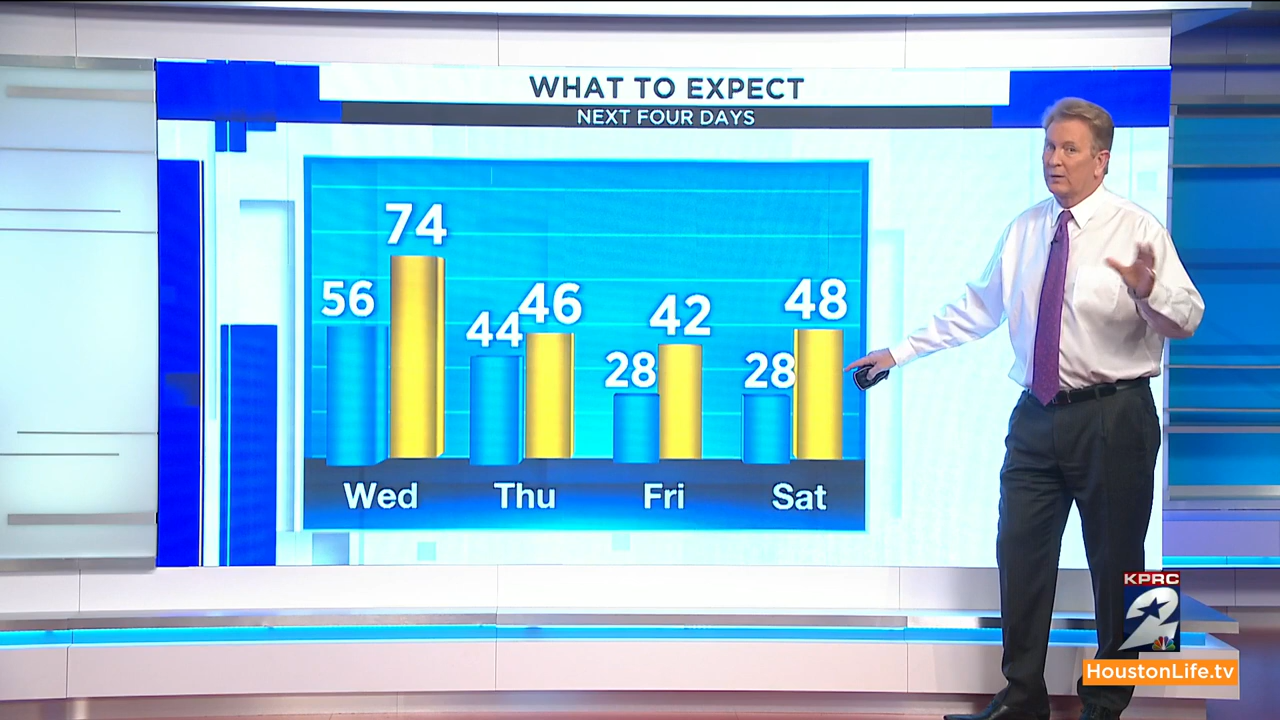 WHAT TO EXPECT
NEXT FOUR DAYS
56 74
44 46
28 42
28 48
Wed Thu Fri Sat
KPRC
2
HoustonLife.tv